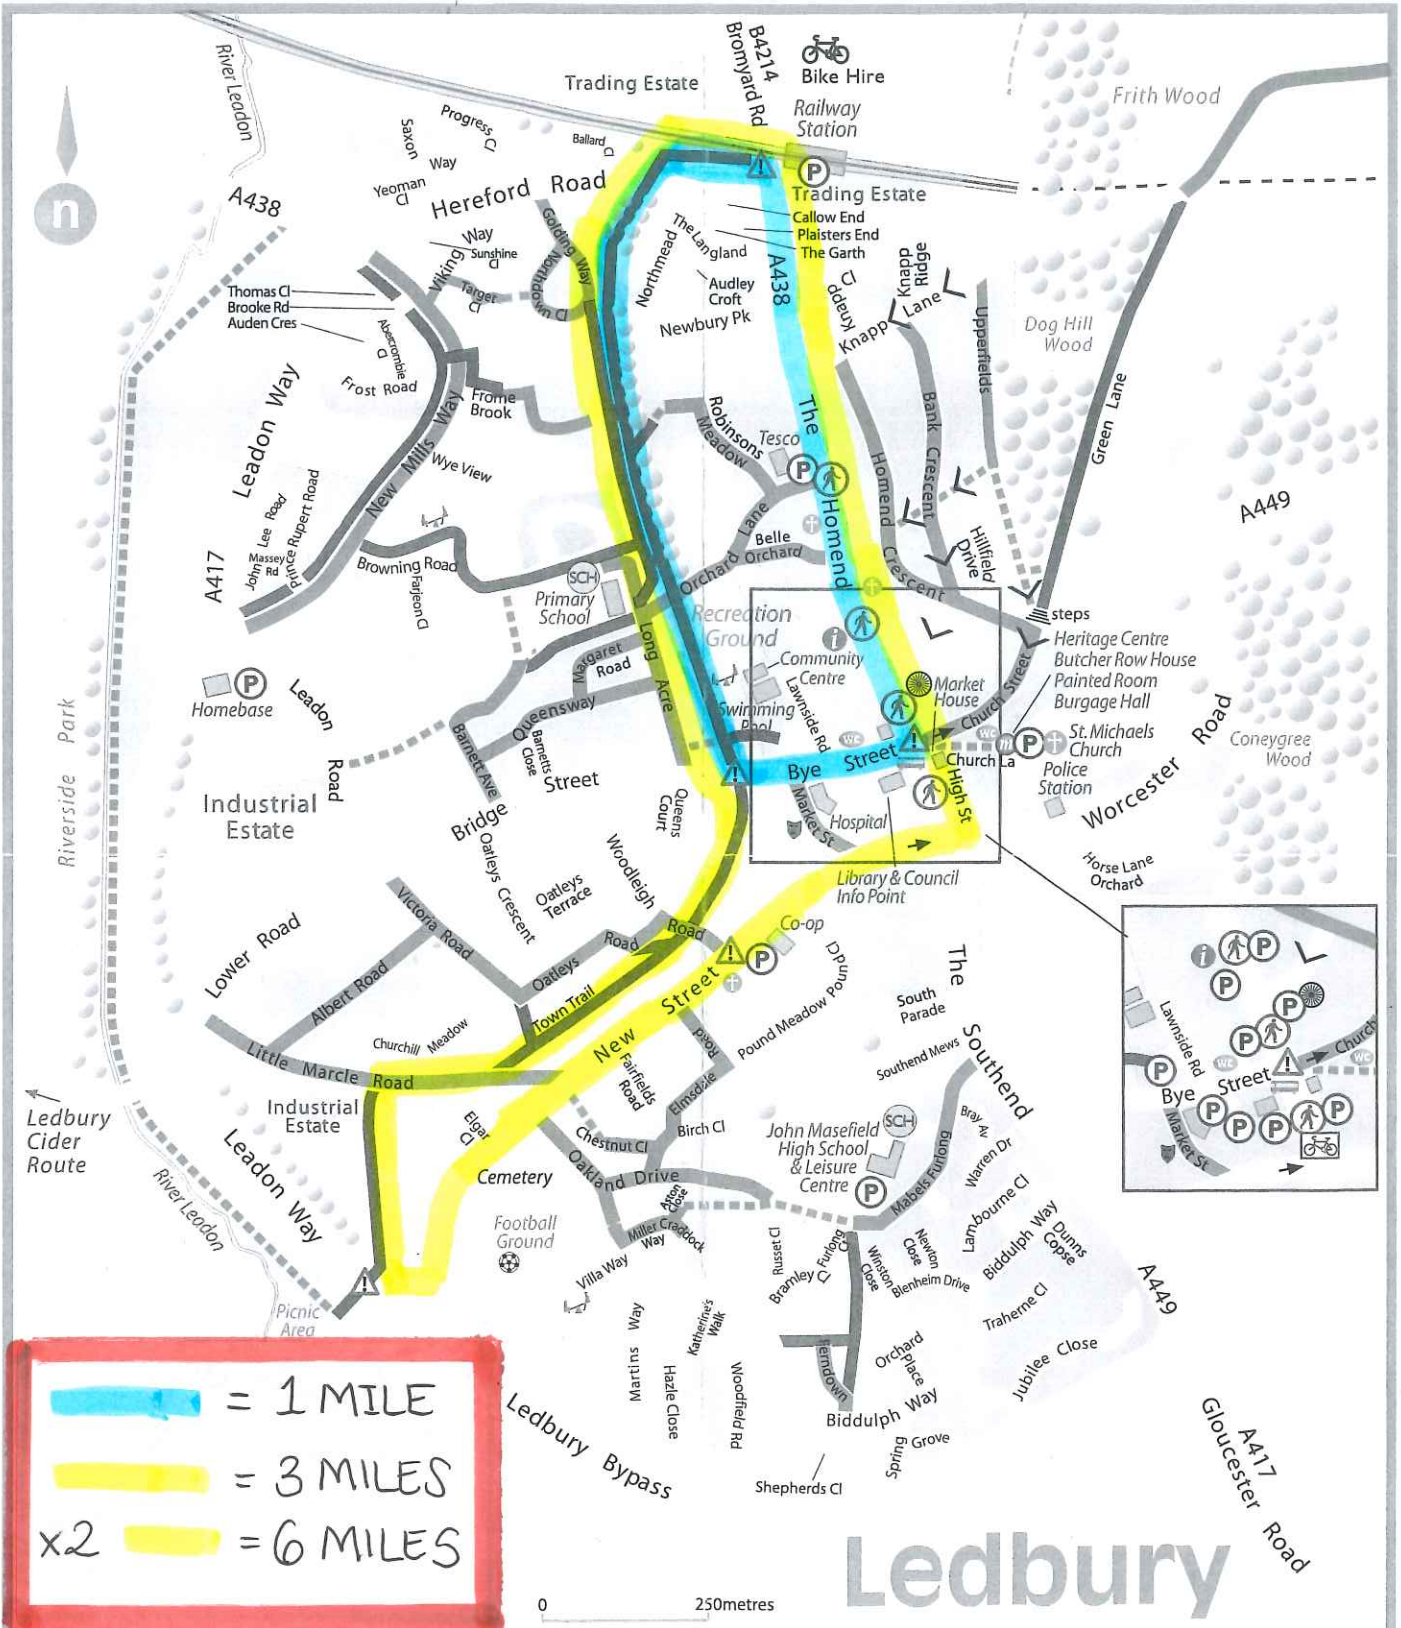 B4214
Bromyard Rd
Bike Hire
Trading Estate
Railway
Station
Frith Wood
River Leadon
Saxon
Way
Progress Cl
Ballard Cl
P
Trading Estate
Yeoman
Cl
Hereford Road
A438
n
Callow End
Plaisters End
The Garth
The Langland
Northmead
Audley
Croft
Newbury Pk
A438
Golding Way
Northdown Cl
Viking Way
Sunshine
Cl
Target
Cl
Knapp Cl
Knapp
Ridge
Knapp Lane
Upperfields
Dog Hill
Wood
Thomas Cl
Brooke Rd
Auden Cres
Abercrombie
Cl
Frost Road
Leadon Way
Frome
Brook
New Mills Way
Wye View
Robinsons
Meadow
Tesco
P
The Homend
Homend Crescent
Bank Crescent
Green Lane
A449
Lee Road
Prince Rupert Road
John Massey
Rd
A417
Browning Road
Farjeon Cl
SCH
Primary
School
Orchard Lane
Belle
Orchard
Hillfield
Drive
steps
Recreation
Ground
i
Community
Centre
Heritage Centre
Butcher Row House
Painted Room
Burgage Hall
Margaret
Road
Long Acre
Queensway
Swimming
Pool
Lawnside Rd
Market
House
Church Street
wc
wc
m
P
St. Michaels
Church
Church La
Police
Station
Worcester Road
Coneygree
Wood
P
Homebase
Leadon
Road
Riverside Park
Barnett Ave
Barnetts
Close
Bridge Street
Industrial
Estate
Bye Street
Market St
Hospital
High St
Queens
Court
Oatleys Crescent
Oatleys
Terrace
Woodleigh Road
Library & Council
Info Point
Horse Lane
Orchard
Victoria Road
Albert Road
Lower Road
Oatleys Road
Town Trail
Co-op
P
New Street
Pound Meadow
Pound Cl
The Southend
South
Parade
Southend Mews
i
P
P
P
P
Lawnside Rd
P
wc
Church
wc
Bye Street
P
P
P
P
Market St
Churchill Meadow
Little Marcle Road
Fairfields
Road
Elmsdale Road
Industrial
Estate
Elgar
Cl
Chestnut Cl
Birch Cl
Ledbury
Cider
Route
Leadon Way
River Leadon
Cemetery
Oakland Drive
Aston
Close
Miller Craddock
Way
Football
Ground
Villa Way
John Masefield
High School
& Leisure
Centre
SCH
P
Mabels Furlong
Bray Av
Warren Dr
Lambourne Cl
Biddulph Way
Dunns
Copse
Russet Cl
Bramley Cl
Furlong
Winston
Close
Newton
Close
Blenheim Drive
Traherne Cl
A449
Jubilee Close
Picnic
Area
Martins Way
Katherine's
Walk
Hazle Close
Woodfield Rd
Ferndown
Orchard
Place
Biddulph Way
Spring Grove
Shepherds Cl
Ledbury Bypass
A417
Gloucester Road
= 1 MILE
= 3 MILES
x2 = 6 MILES
0 250metres
Ledbury